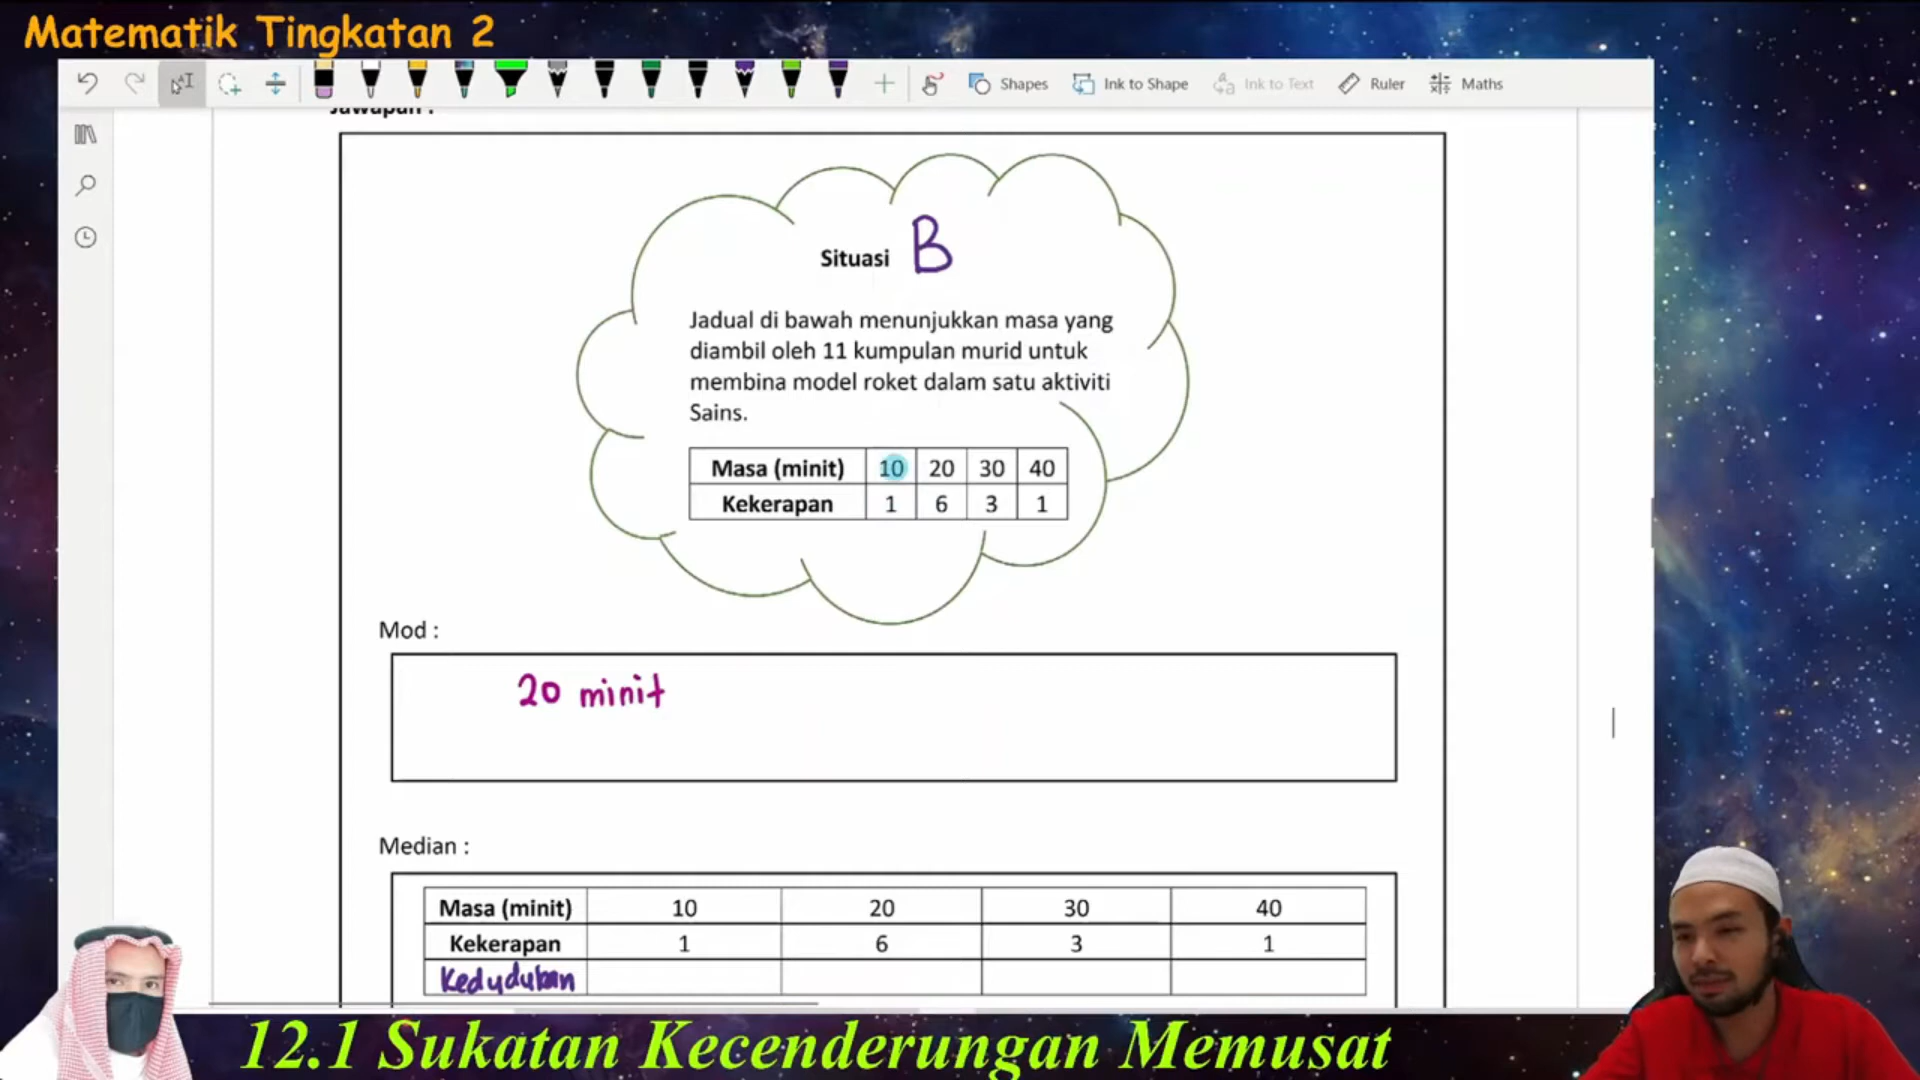 Matematik Tingkatan 2
Shapes Ink to Shape Ink to Text Ruler Maths
Jawapan :
Situasi B
Jadual di bawah menunjukkan masa yang
diambil oleh 11 kumpulan murid untuk
membina model roket dalam satu aktiviti
Sains.
Masa (minit) 10 20 30 40
Kekerapan 1 6 3 1
Mod :
20 minit
Median :
Masa (minit) 10 20 30 40
Kekerapan 1 6 3 1
Kedudukan
12.1 Sukatan Kecenderungan Memusat